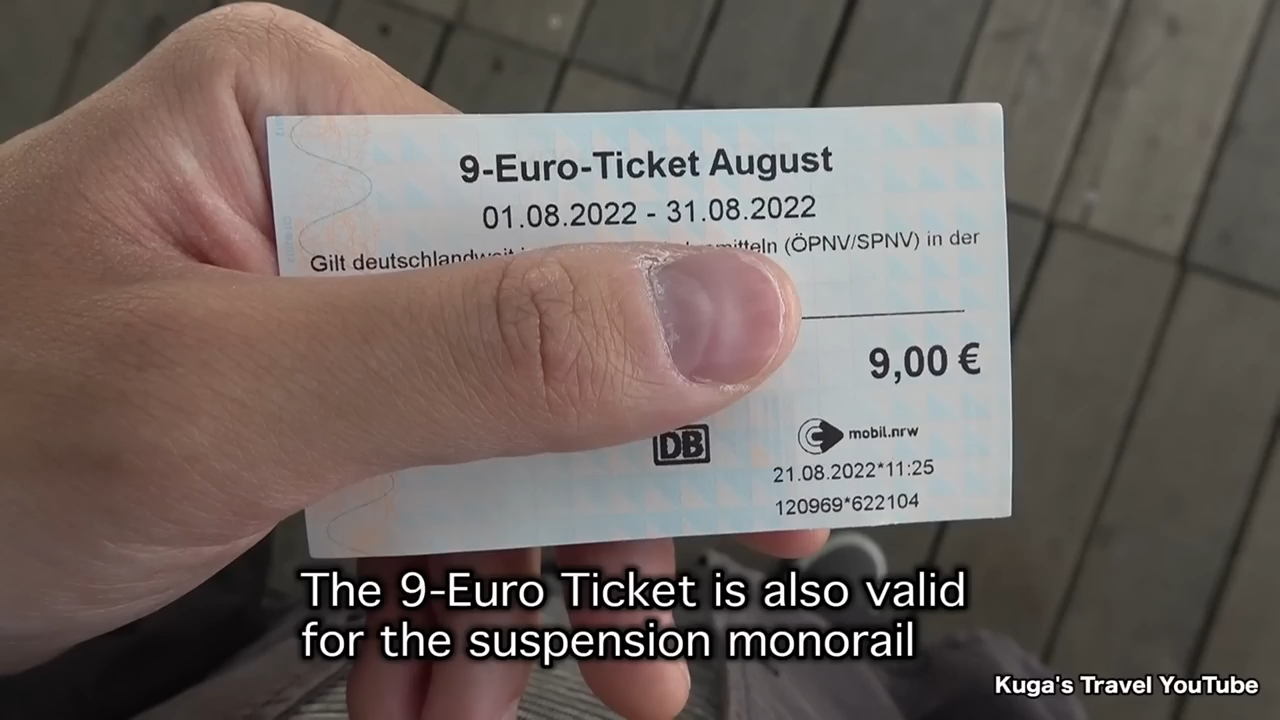 9-Euro-Ticket August
01.08.2022 - 31.08.2022
Gilt deutschlandweit (ÖPNV/SPNV) in der
9,00 €
DB
mobil.nrw
21.08.2022*11:25
120969*622104
The 9-Euro Ticket is also valid
for the suspension monorail
Kuga's Travel YouTube